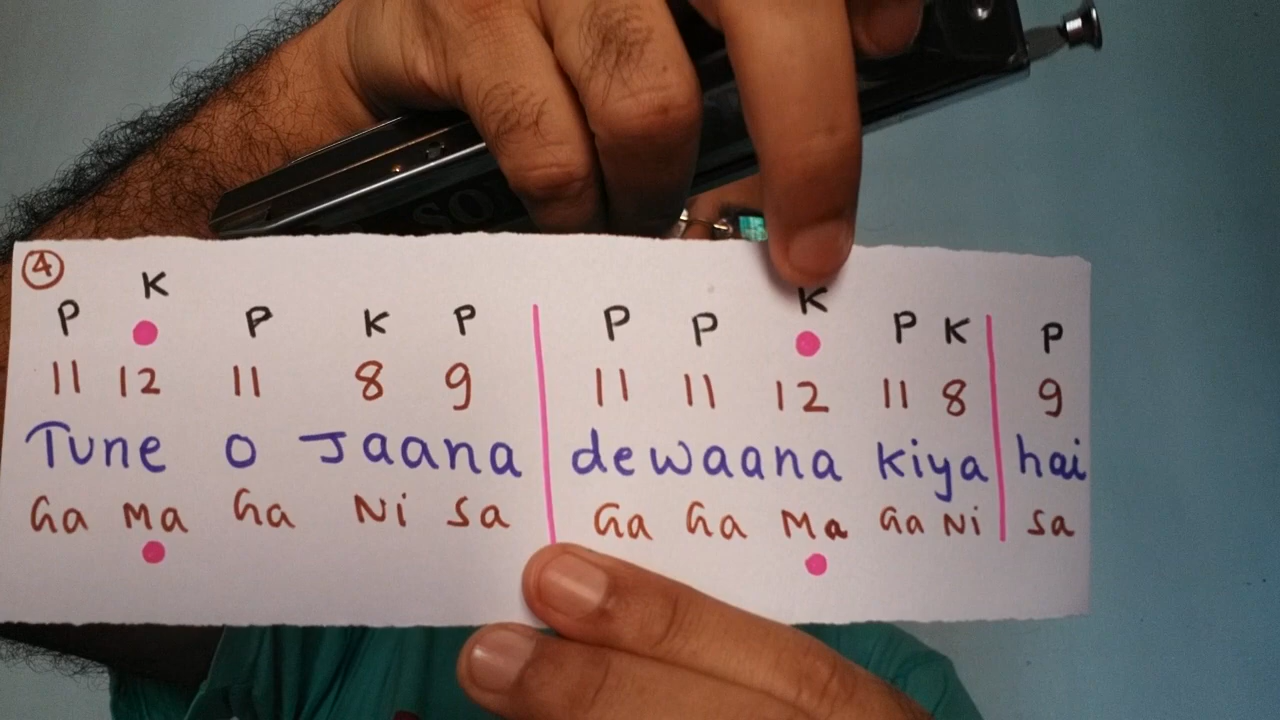 ④
K K
P P K P P P P K P
11 12 11 8 9 11 11 12 11 8 9
Tune o Jaana dewaana kiya hai
Ga Ma Ga Ni Sa Ga Ga Ma Ga Ni Sa